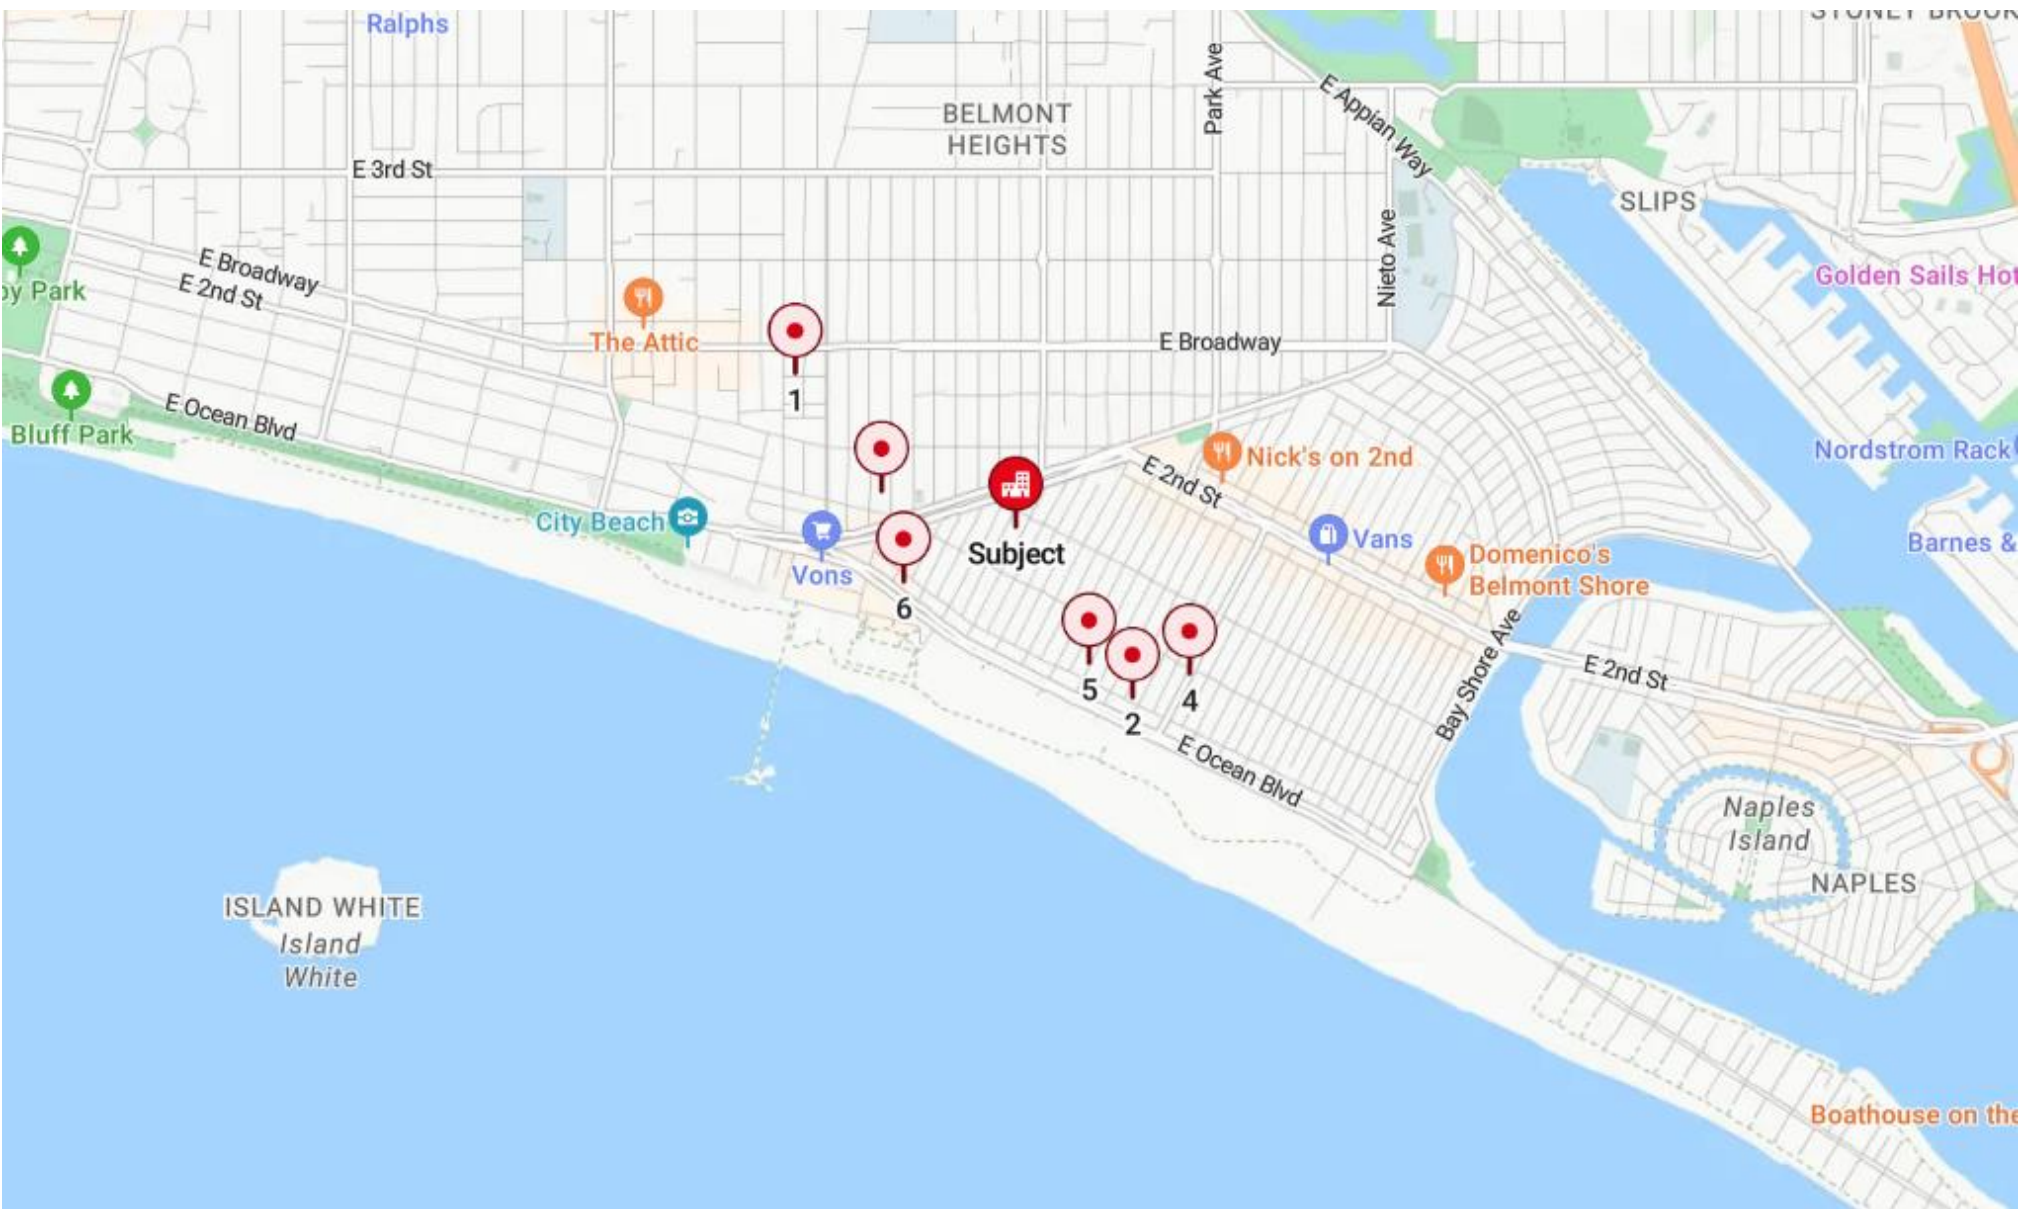 Ralphs
STONEY BROOK
Park Ave
E Appian Way
BELMONT
HEIGHTS
E 3rd St
SLIPS
Nieto Ave
E Broadway
E 2nd St
Golden Sails Hot
by Park
The Attic
E Broadway
1
E Ocean Blvd
Bluff Park
Nick's on 2nd
Nordstrom Rack
E 2nd St
City Beach
Vans
Barnes &
Subject
Domenico's
Belmont Shore
Vons
6
Bay Shore Ave
E 2nd St
5
4
2
E Ocean Blvd
Naples
Island
NAPLES
ISLAND WHITE
Island
White
Boathouse on the